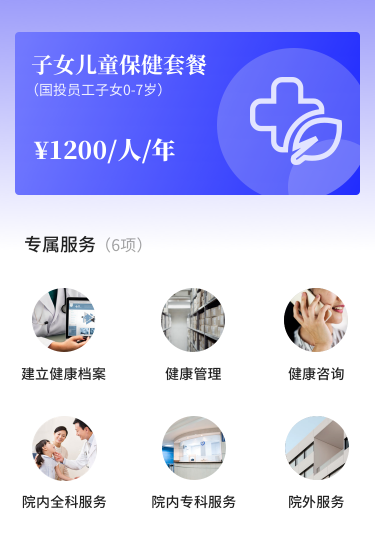 子女儿童保健套餐
（国投员工子女0-7岁）
¥1200/人/年
专属服务（6项）
建立健康档案
健康管理
健康咨询
院内全科服务
院内专科服务
院外服务